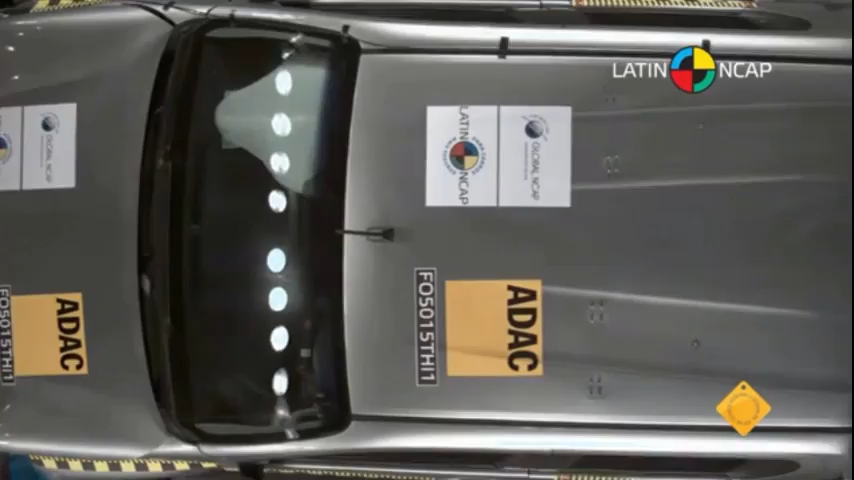 LATIN NCAP
LATIN
NCAP
GLOBAL NCAP
FO5015THI1
ADAC
FO5015THI1
ADAC